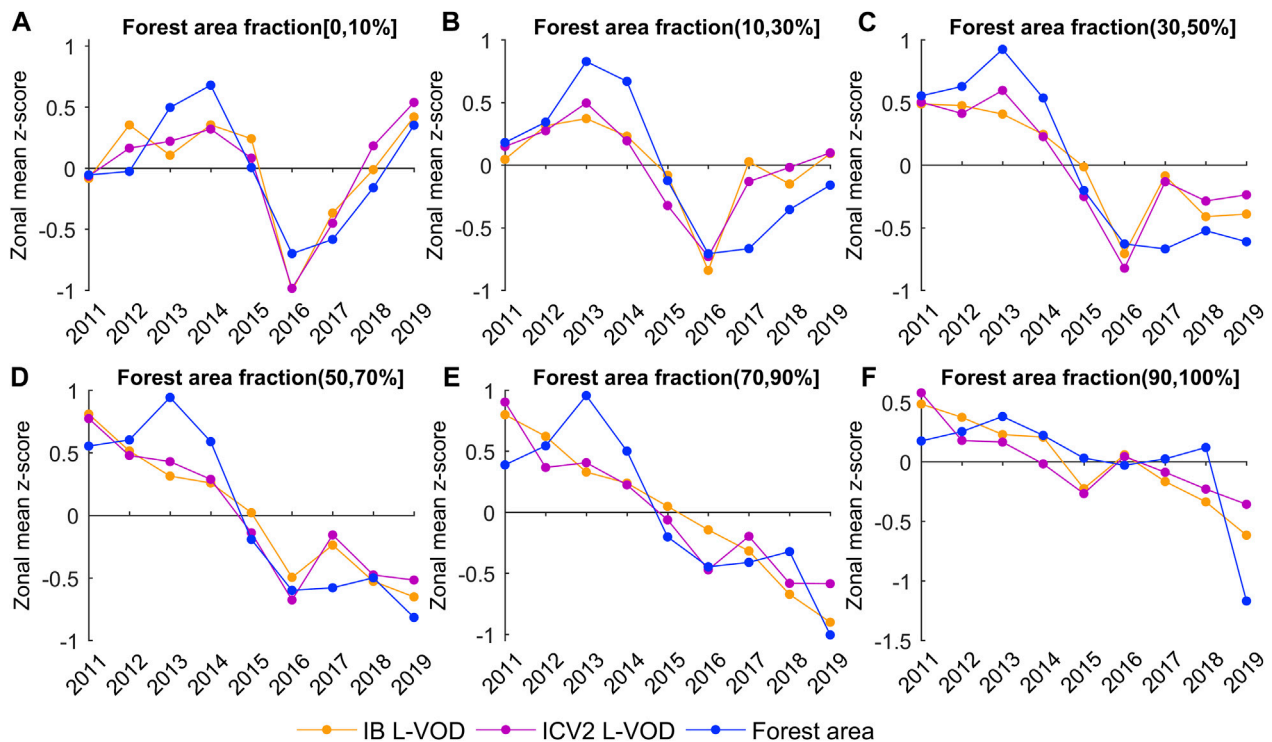 A
Forest area fraction[0,10%]
Zonal mean z-score
1
0.5
0
-0.5
-1
2011 2012 2013 2014 2015 2016 2017 2018 2019
B
Forest area fraction(10,30%]
Zonal mean z-score
1
0.5
0
-0.5
-1
2011 2012 2013 2014 2015 2016 2017 2018 2019
C
Forest area fraction(30,50%]
Zonal mean z-score
1
0.5
0
-0.5
-1
2011 2012 2013 2014 2015 2016 2017 2018 2019
D
Forest area fraction(50,70%]
Zonal mean z-score
1
0.5
0
-0.5
-1
2011 2012 2013 2014 2015 2016 2017 2018 2019
E
Forest area fraction(70,90%]
Zonal mean z-score
1
0.5
0
-0.5
-1
2011 2012 2013 2014 2015 2016 2017 2018 2019
F
Forest area fraction(90,100%]
Zonal mean z-score
0.5
0
-0.5
-1
-1.5
2011 2012 2013 2014 2015 2016 2017 2018 2019
IB L-VOD ICV2 L-VOD Forest area